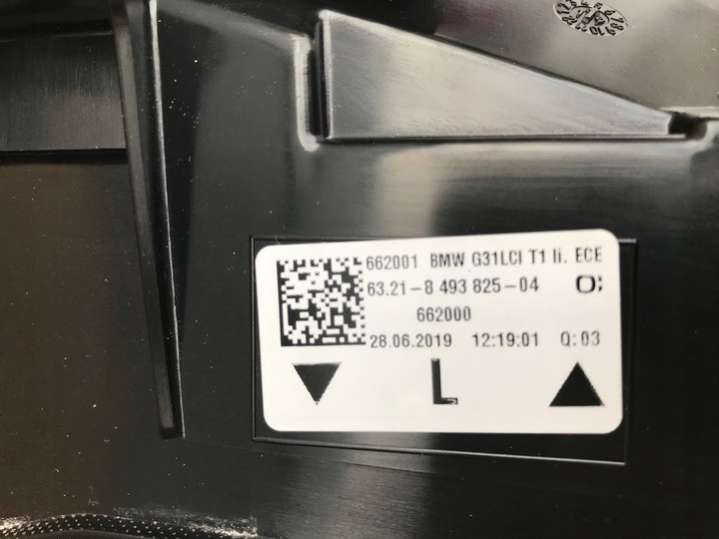 662001 BMW G31LCI T1 li. ECE
63.21-8 493 825-04
662000
28.06.2019 12:19:01 Q:03
L